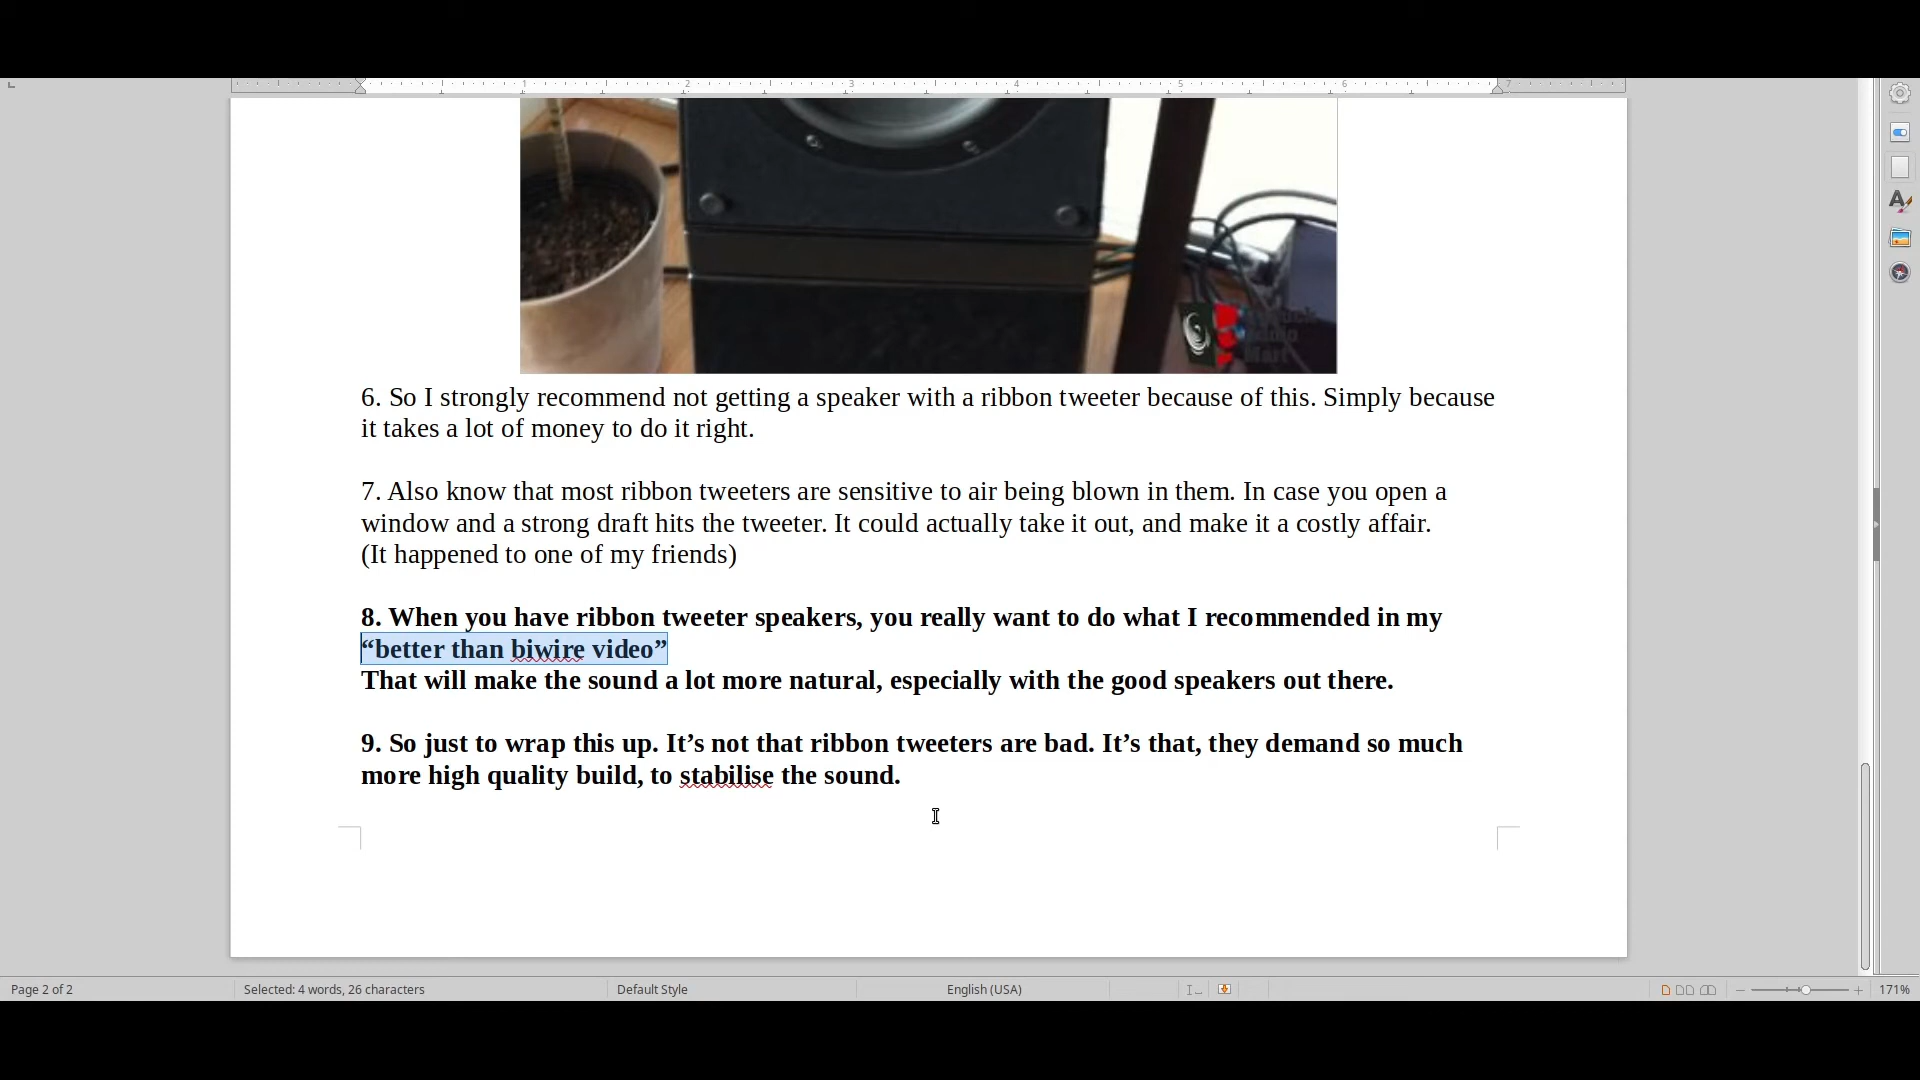 1 2 3 4 5 6 7
6. So I strongly recommend not getting a speaker with a ribbon tweeter because of this. Simply because
it takes a lot of money to do it right.
7. Also know that most ribbon tweeters are sensitive to air being blown in them. In case you open a
window and a strong draft hits the tweeter. It could actually take it out, and make it a costly affair.
(It happened to one of my friends)
8. When you have ribbon tweeter speakers, you really want to do what I recommended in my
“better than biwire video”
That will make the sound a lot more natural, especially with the good speakers out there.
9. So just to wrap this up. It’s not that ribbon tweeters are bad. It’s that, they demand so much
more high quality build, to stabilise the sound.
Page 2 of 2 Selected: 4 words, 26 characters Default Style English (USA) 171%